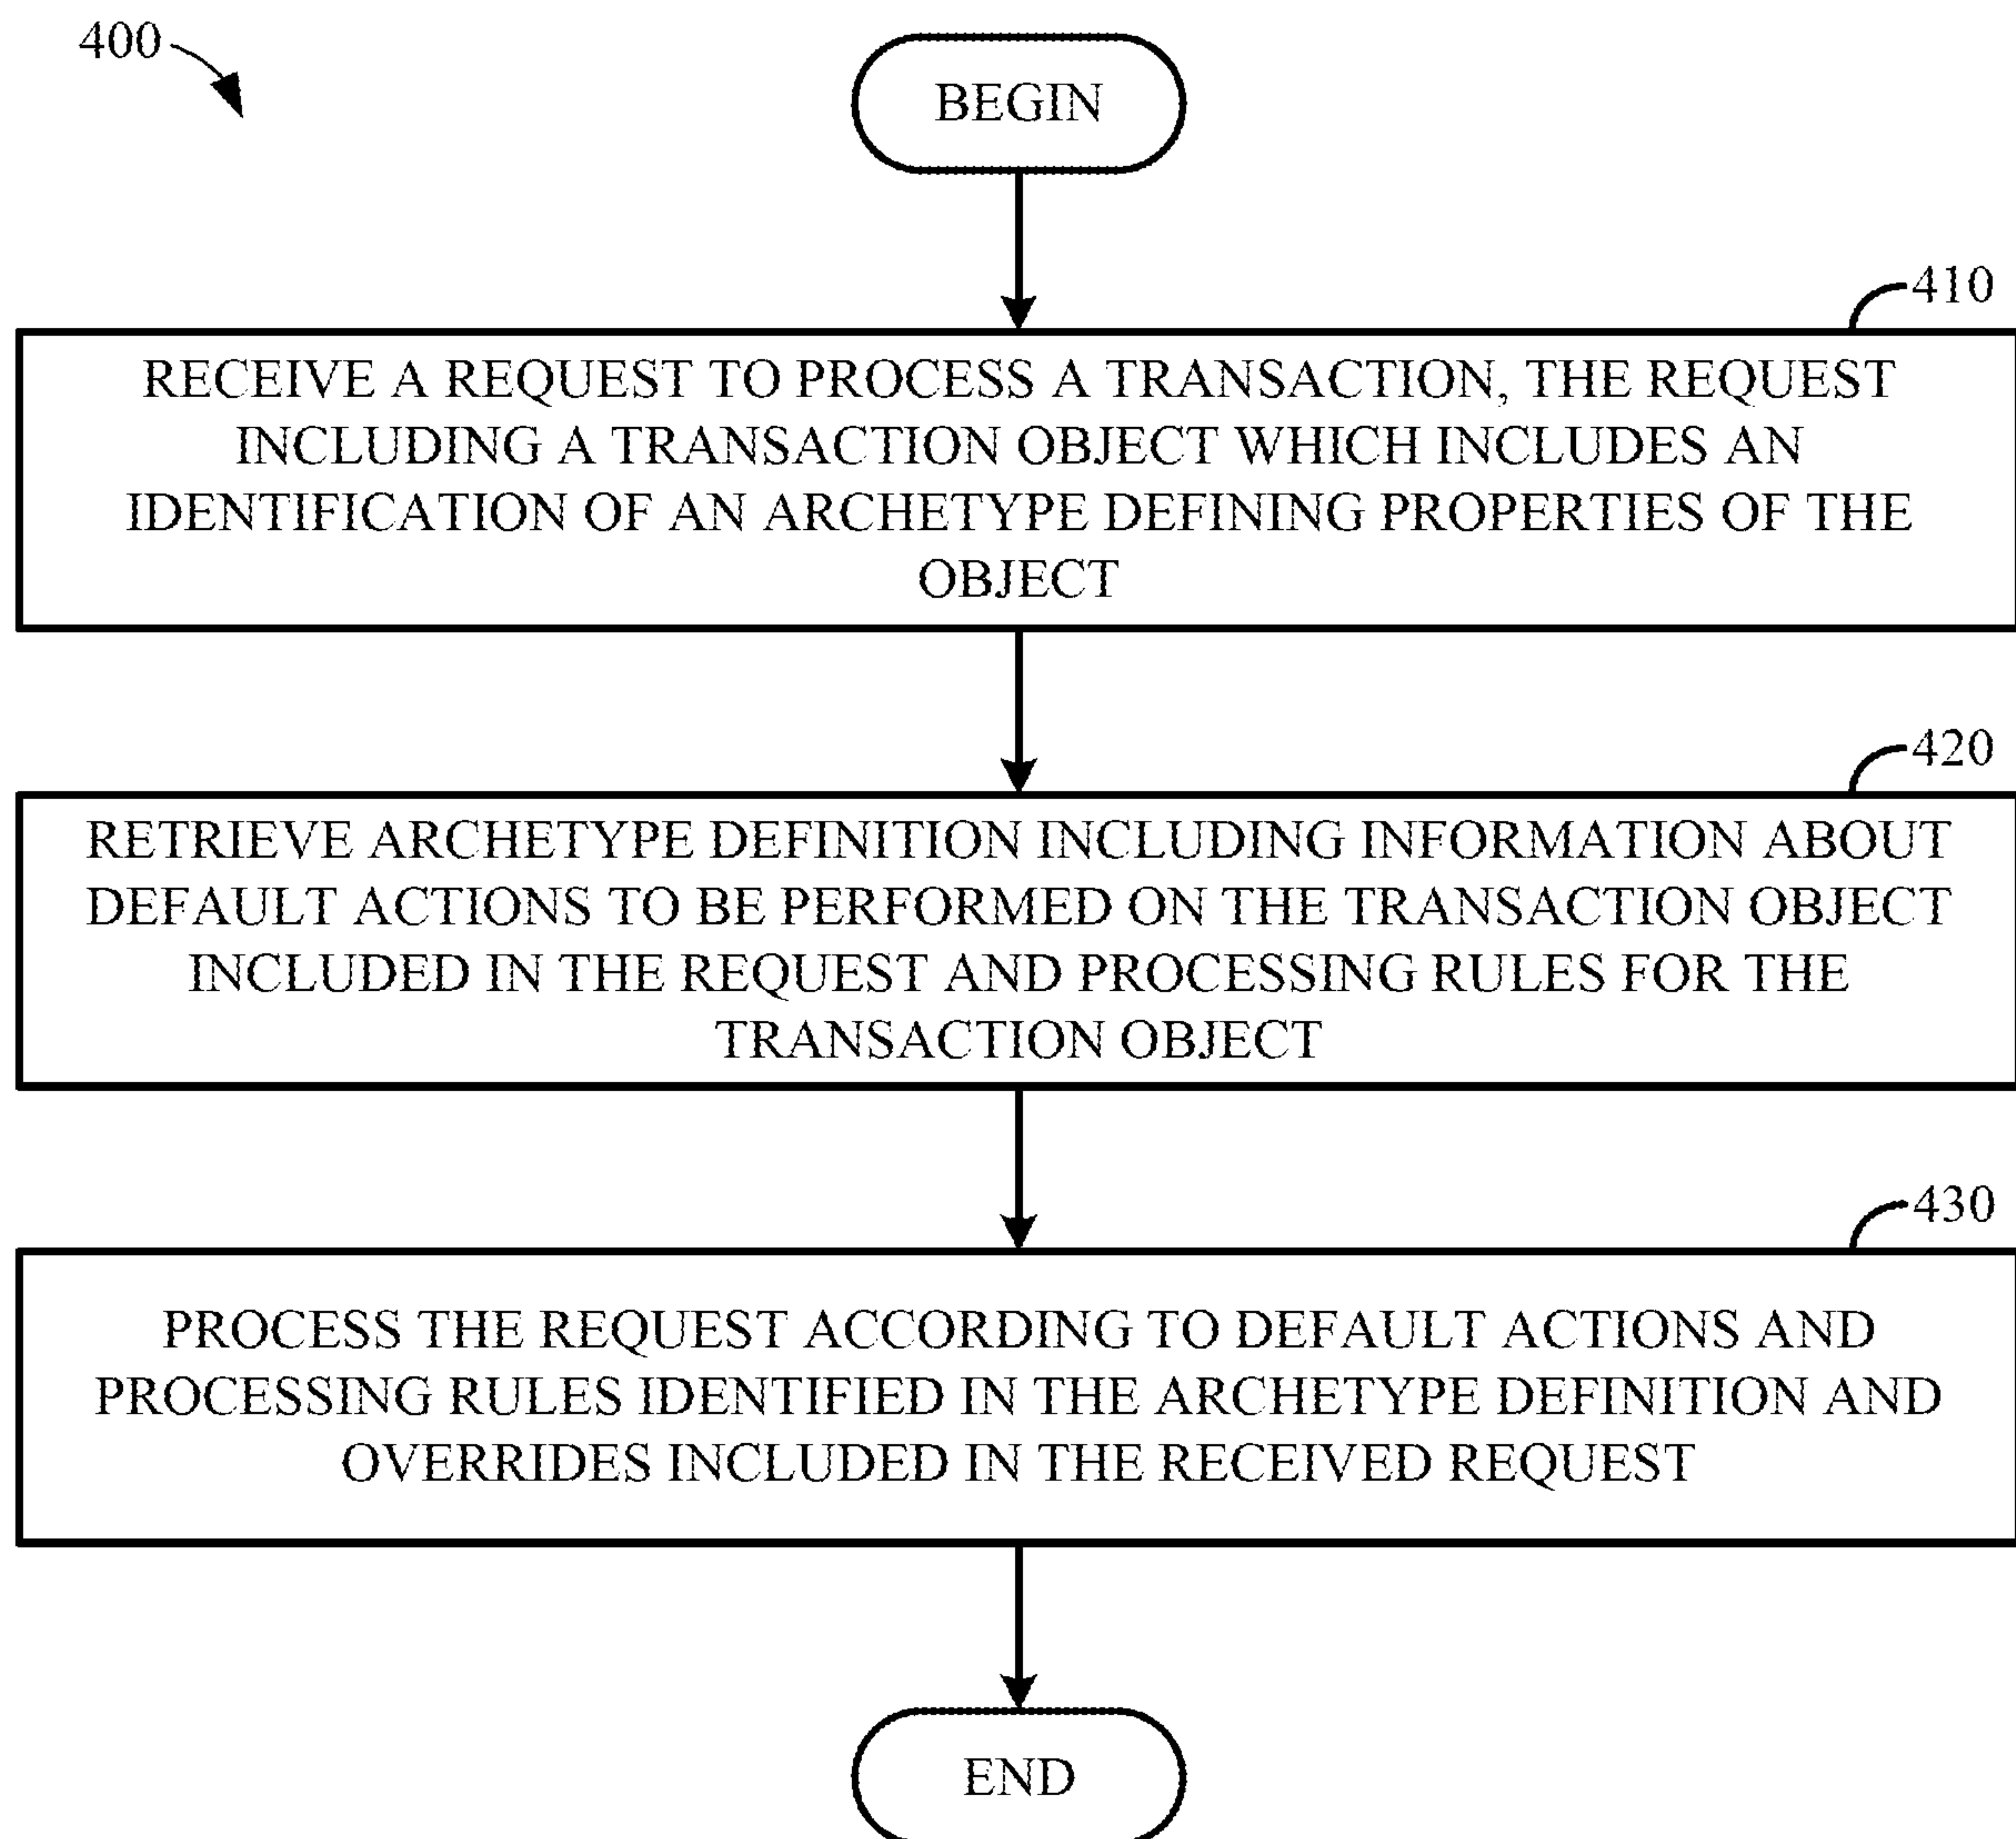 400
BEGIN
410
RECEIVE A REQUEST TO PROCESS A TRANSACTION, THE REQUEST
INCLUDING A TRANSACTION OBJECT WHICH INCLUDES AN
IDENTIFICATION OF AN ARCHETYPE DEFINING PROPERTIES OF THE
OBJECT
420
RETRIEVE ARCHETYPE DEFINITION INCLUDING INFORMATION ABOUT
DEFAULT ACTIONS TO BE PERFORMED ON THE TRANSACTION OBJECT
INCLUDED IN THE REQUEST AND PROCESSING RULES FOR THE
TRANSACTION OBJECT
430
PROCESS THE REQUEST ACCORDING TO DEFAULT ACTIONS AND
PROCESSING RULES IDENTIFIED IN THE ARCHETYPE DEFINITION AND
OVERRIDES INCLUDED IN THE RECEIVED REQUEST
END